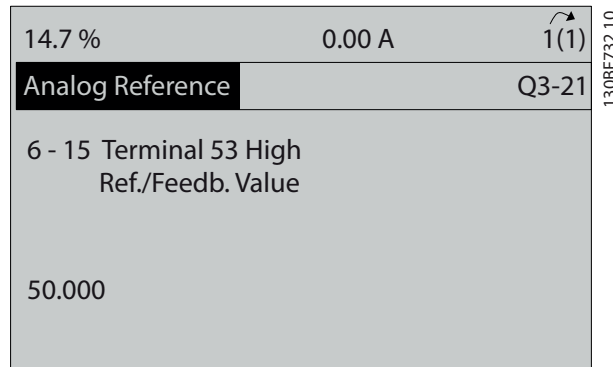 14.7 % 0.00 A 1(1)
Analog Reference Q3-21
6 - 15 Terminal 53 High
Ref./Feedb. Value
50.000
130BF732.10